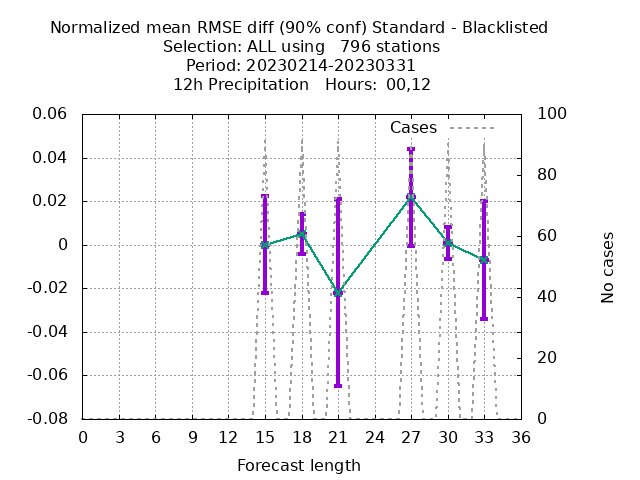 Normalized mean RMSE diff (90% conf) Standard - Blacklisted
Selection: ALL using   796 stations
Period: 20230214-20230331
12h Precipitation   Hours:  00,12
Cases
0.06
0.04
0.02
0
-0.02
-0.04
-0.06
-0.08
100
80
60
40
20
0
No cases
0 3 6 9 12 15 18 21 24 27 30 33 36
Forecast length